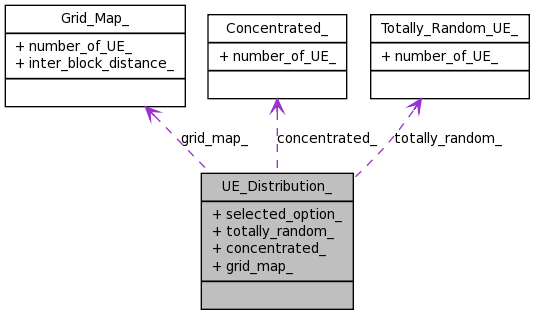 Grid_Map_
+ number_of_UE_
+ inter_block_distance_
Concentrated_
+ number_of_UE_
Totally_Random_UE_
+ number_of_UE_
grid_map_
concentrated_
totally_random_
UE_Distribution_
+ selected_option_
+ totally_random_
+ concentrated_
+ grid_map_